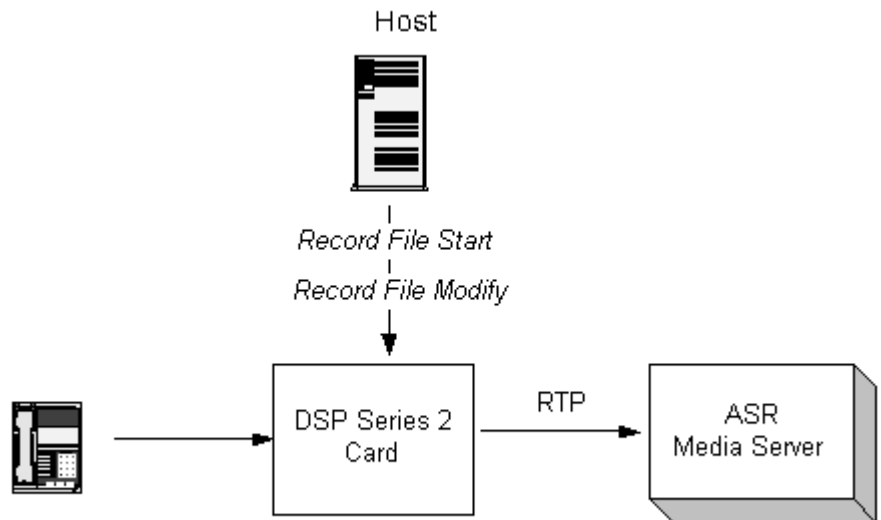 Host
Record File Start
Record File Modify
DSP Series 2
Card
RTP
ASR
Media Server